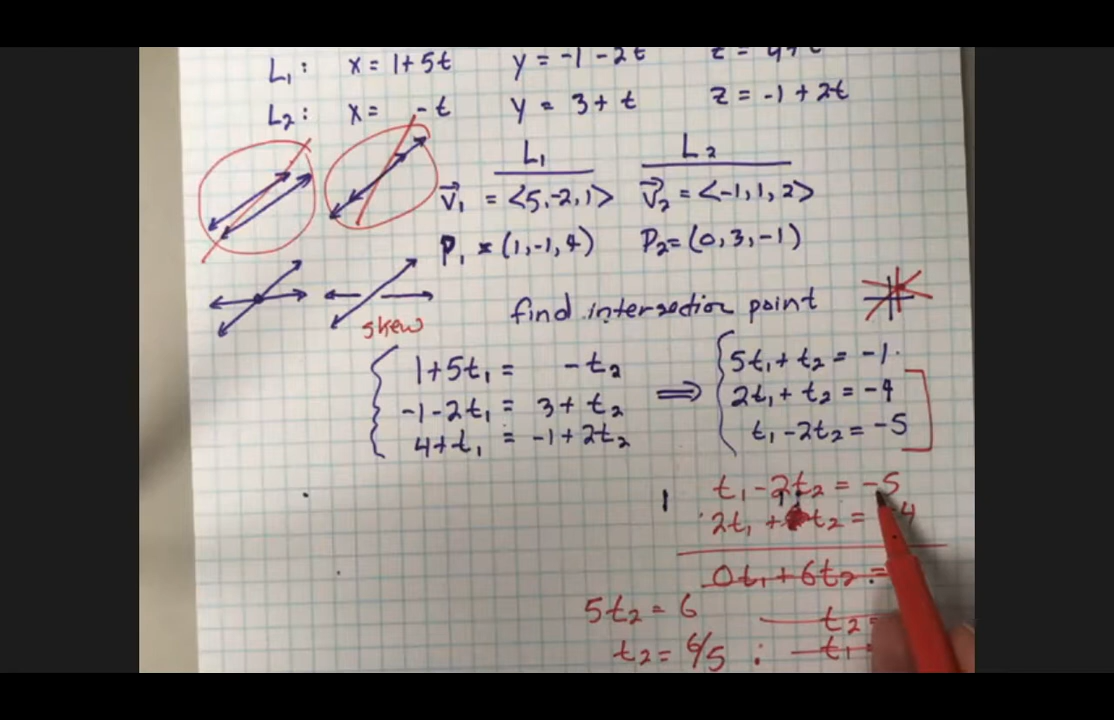 L₁: x = 1+5t y = -1-2t z = 4+t
L₂: x = -t y = 3+t z = -1+2t
L₁ L₂
v⃗₁ = <5,-2,1> v⃗₂ = <-1,1,2>
P₁ = (1,-1,4) P₂=(0,3,-1)
find intersection point
skew
1+5t₁ = -t₂ ⟹ 5t₁+t₂ = -1
-1-2t₁ = 3+t₂ 2t₁+t₂ = -4
4+t₁ = -1+2t₂ t₁-2t₂ = -5
t₁-2t₂ = -5
2t₁ + t₂ = 4
0t₁+6t₂ =
5t₂ = 6 t₂ =
t₂ = 6/5 : t₁